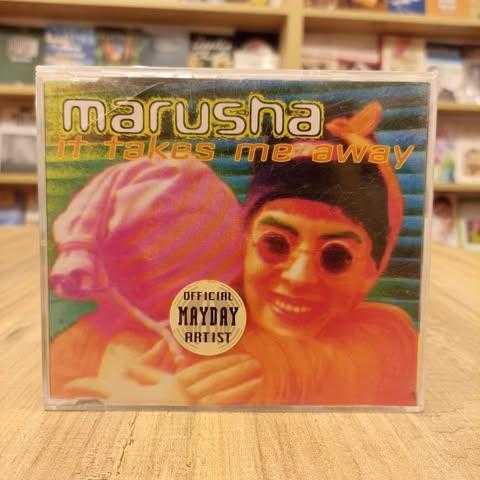 marusha
it takes me away
OFFICIAL
MAYDAY
ARTIST